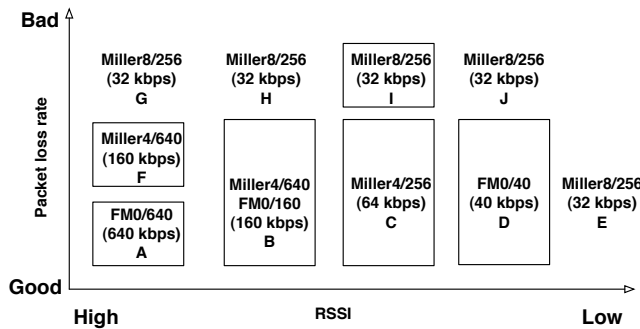 Bad
Miller8/256
(32 kbps)
G
Miller8/256
(32 kbps)
H
Miller8/256
(32 kbps)
I
Miller8/256
(32 kbps)
J
Miller4/640
(160 kbps)
F
FM0/640
(640 kbps)
A
Miller4/640
FM0/160
(160 kbps)
B
Miller4/256
(64 kbps)
C
FM0/40
(40 kbps)
D
Miller8/256
(32 kbps)
E
Packet loss rate
Good
High
RSSI
Low